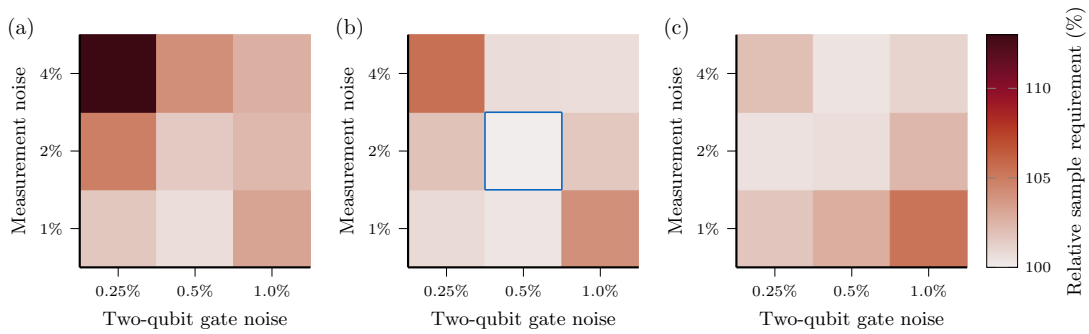 (a)
Measurement noise
4%
2%
1%
0.25%
0.5%
1.0%
Two-qubit gate noise
(b)
Measurement noise
4%
2%
1%
0.25%
0.5%
1.0%
Two-qubit gate noise
(c)
Measurement noise
4%
2%
1%
0.25%
0.5%
1.0%
Two-qubit gate noise
110
105
100
Relative sample requirement (%)